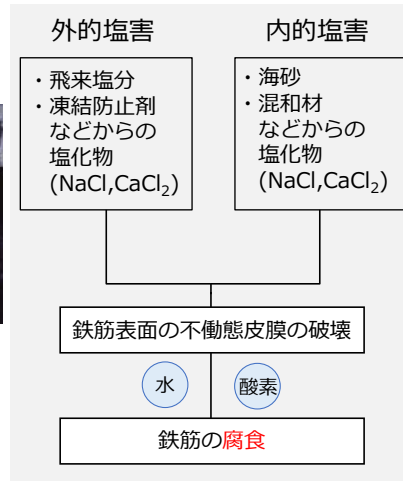 外的塩害
・飛来塩分
・凍結防止剤
などからの
塩化物
(NaCl,CaCl₂)
内的塩害
・海砂
・混和材
などからの
塩化物
(NaCl,CaCl₂)
鉄筋表面の不働態皮膜の破壊
水
酸素
鉄筋の腐食